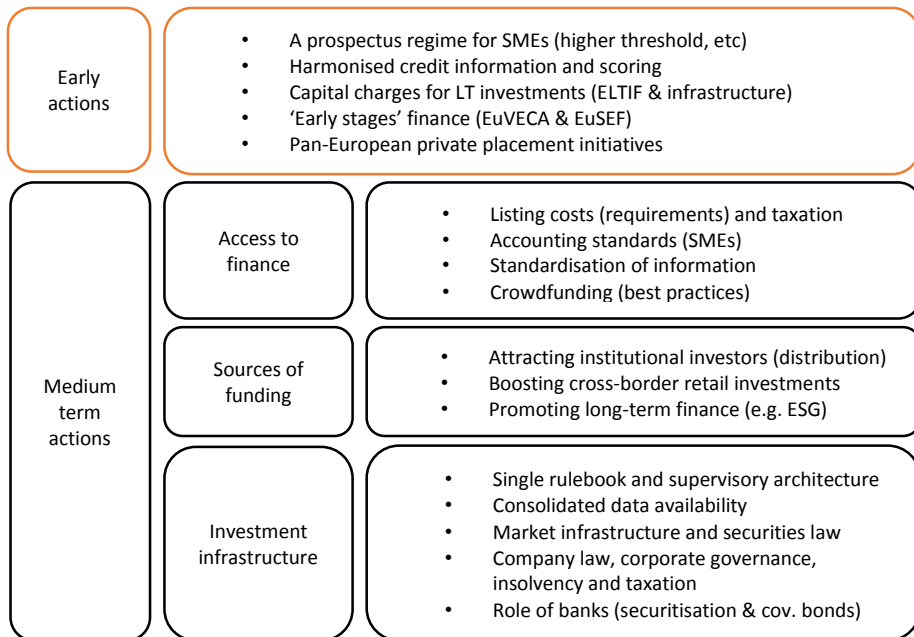 Early
actions
• A prospectus regime for SMEs (higher threshold, etc)
• Harmonised credit information and scoring
• Capital charges for LT investments (ELTIF & infrastructure)
• ‘Early stages’ finance (EuVECA & EuSEF)
• Pan-European private placement initiatives
Medium
term
actions
Access to
finance
• Listing costs (requirements) and taxation
• Accounting standards (SMEs)
• Standardisation of information
• Crowdfunding (best practices)
Sources of
funding
• Attracting institutional investors (distribution)
• Boosting cross-border retail investments
• Promoting long-term finance (e.g. ESG)
Investment
infrastructure
• Single rulebook and supervisory architecture
• Consolidated data availability
• Market infrastructure and securities law
• Company law, corporate governance,
insolvency and taxation
• Role of banks (securitisation & cov. bonds)